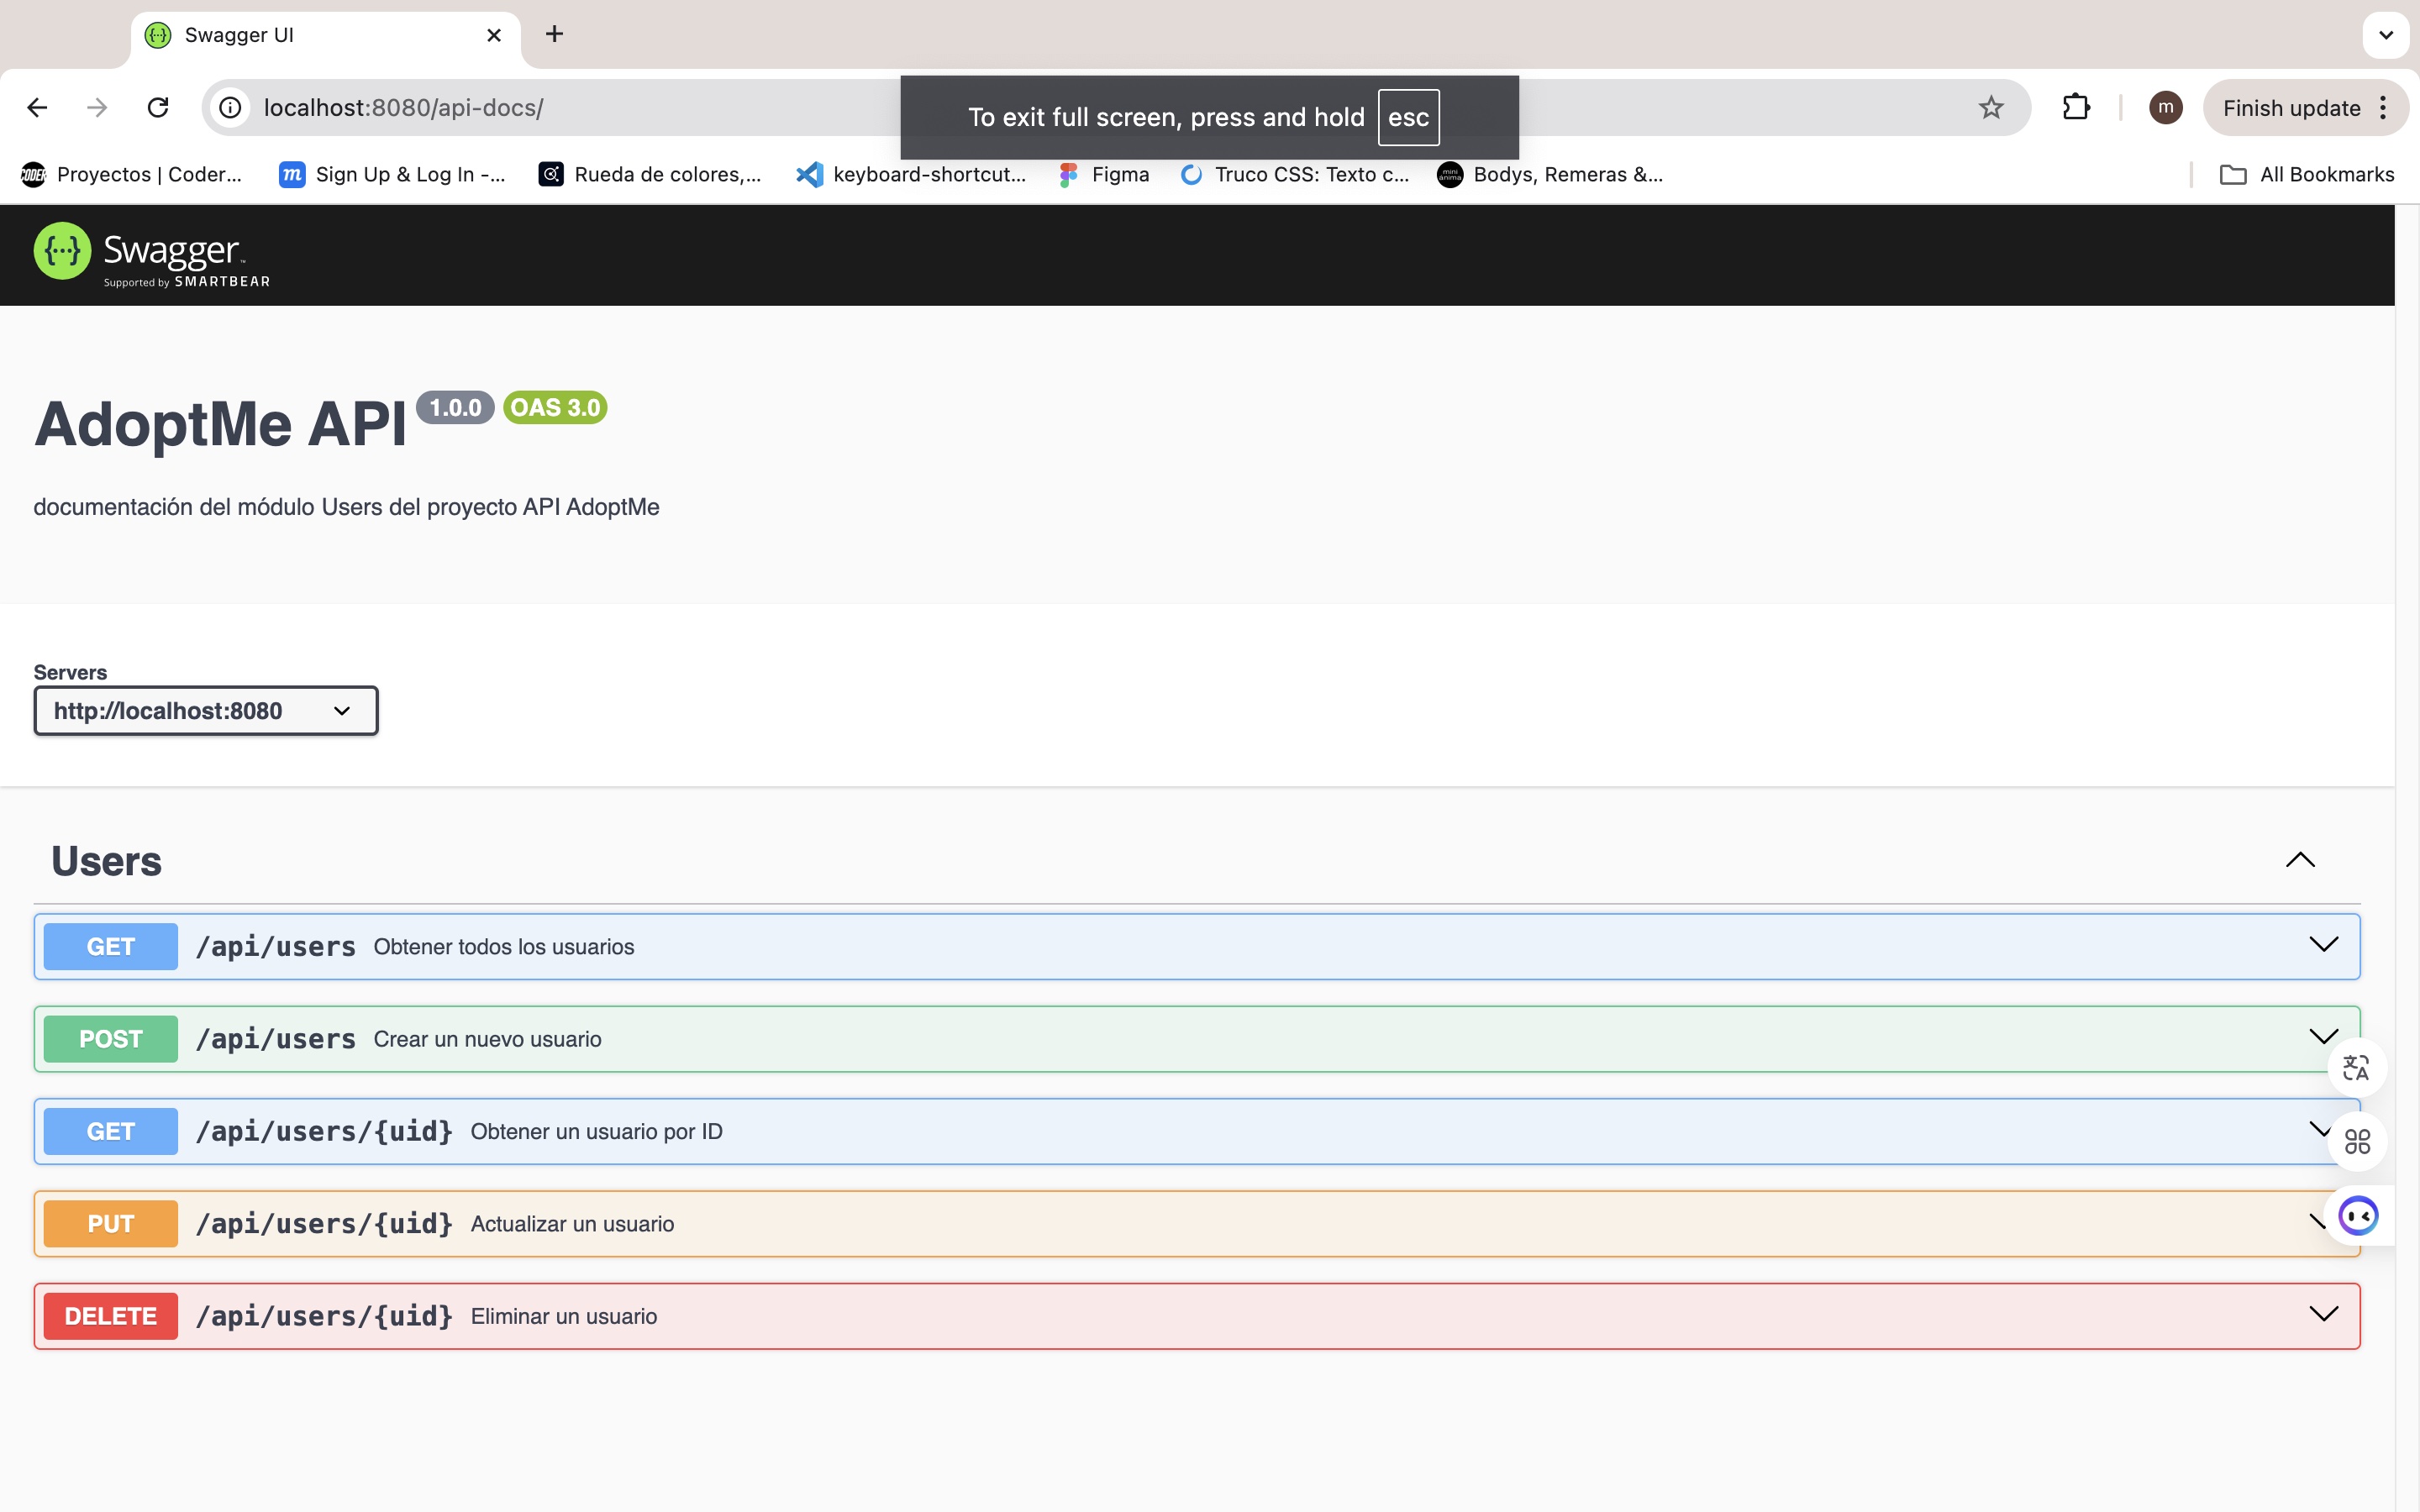 Swagger UI
localhost:8080/api-docs/
To exit full screen, press and hold esc
m
Finish update
CODER
Proyectos | Coder...
m
Sign Up & Log In -...
Rueda de colores,...
keyboard-shortcut...
Figma
Truco CSS: Texto c...
mini anima
Bodys, Remeras &...
All Bookmarks
{···} Swagger™
Supported by SMARTBEAR
AdoptMe API 1.0.0 OAS 3.0
documentación del módulo Users del proyecto API AdoptMe
Servers
http://localhost:8080
Users
GET /api/users Obtener todos los usuarios
POST /api/users Crear un nuevo usuario
GET /api/users/{uid} Obtener un usuario por ID
PUT /api/users/{uid} Actualizar un usuario
DELETE /api/users/{uid} Eliminar un usuario